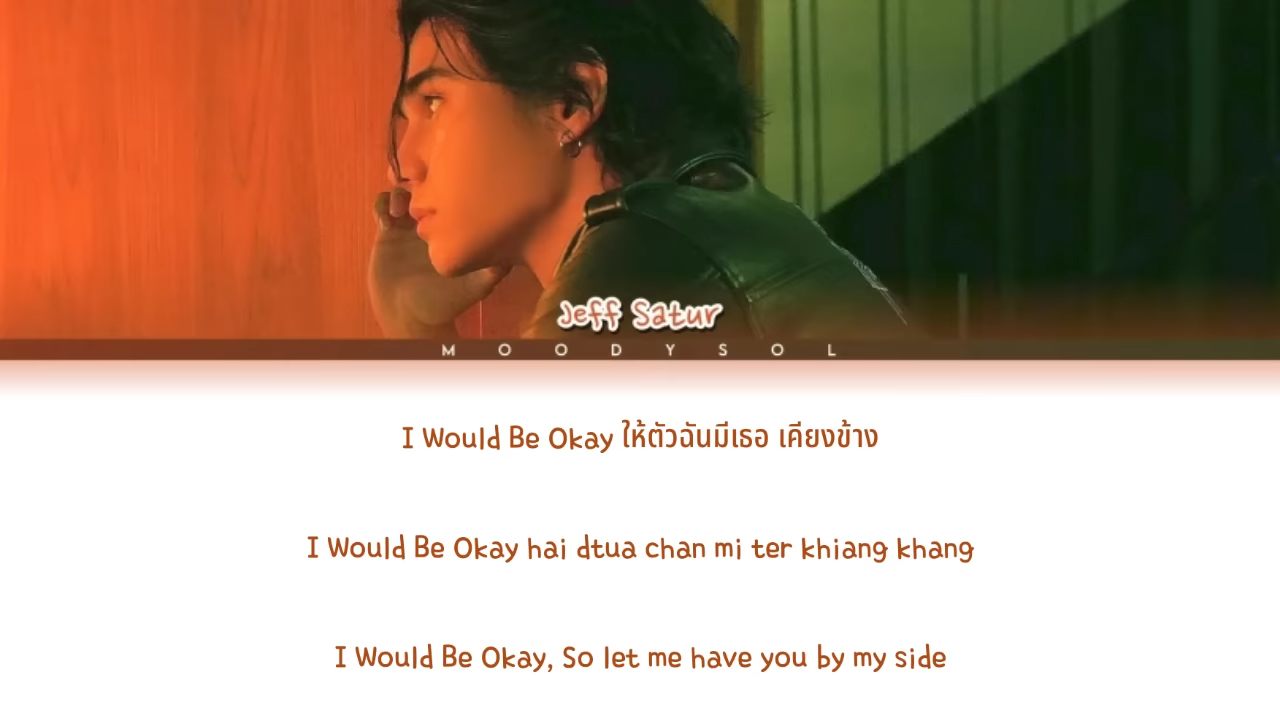 Jeff Satur
MOODYSOL
I Would Be Okay ให้ตัวฉันมีเธอ เคียงข้าง
I Would Be Okay hai dtua chan mi ter khiang khang
I Would Be Okay, So let me have you by my side